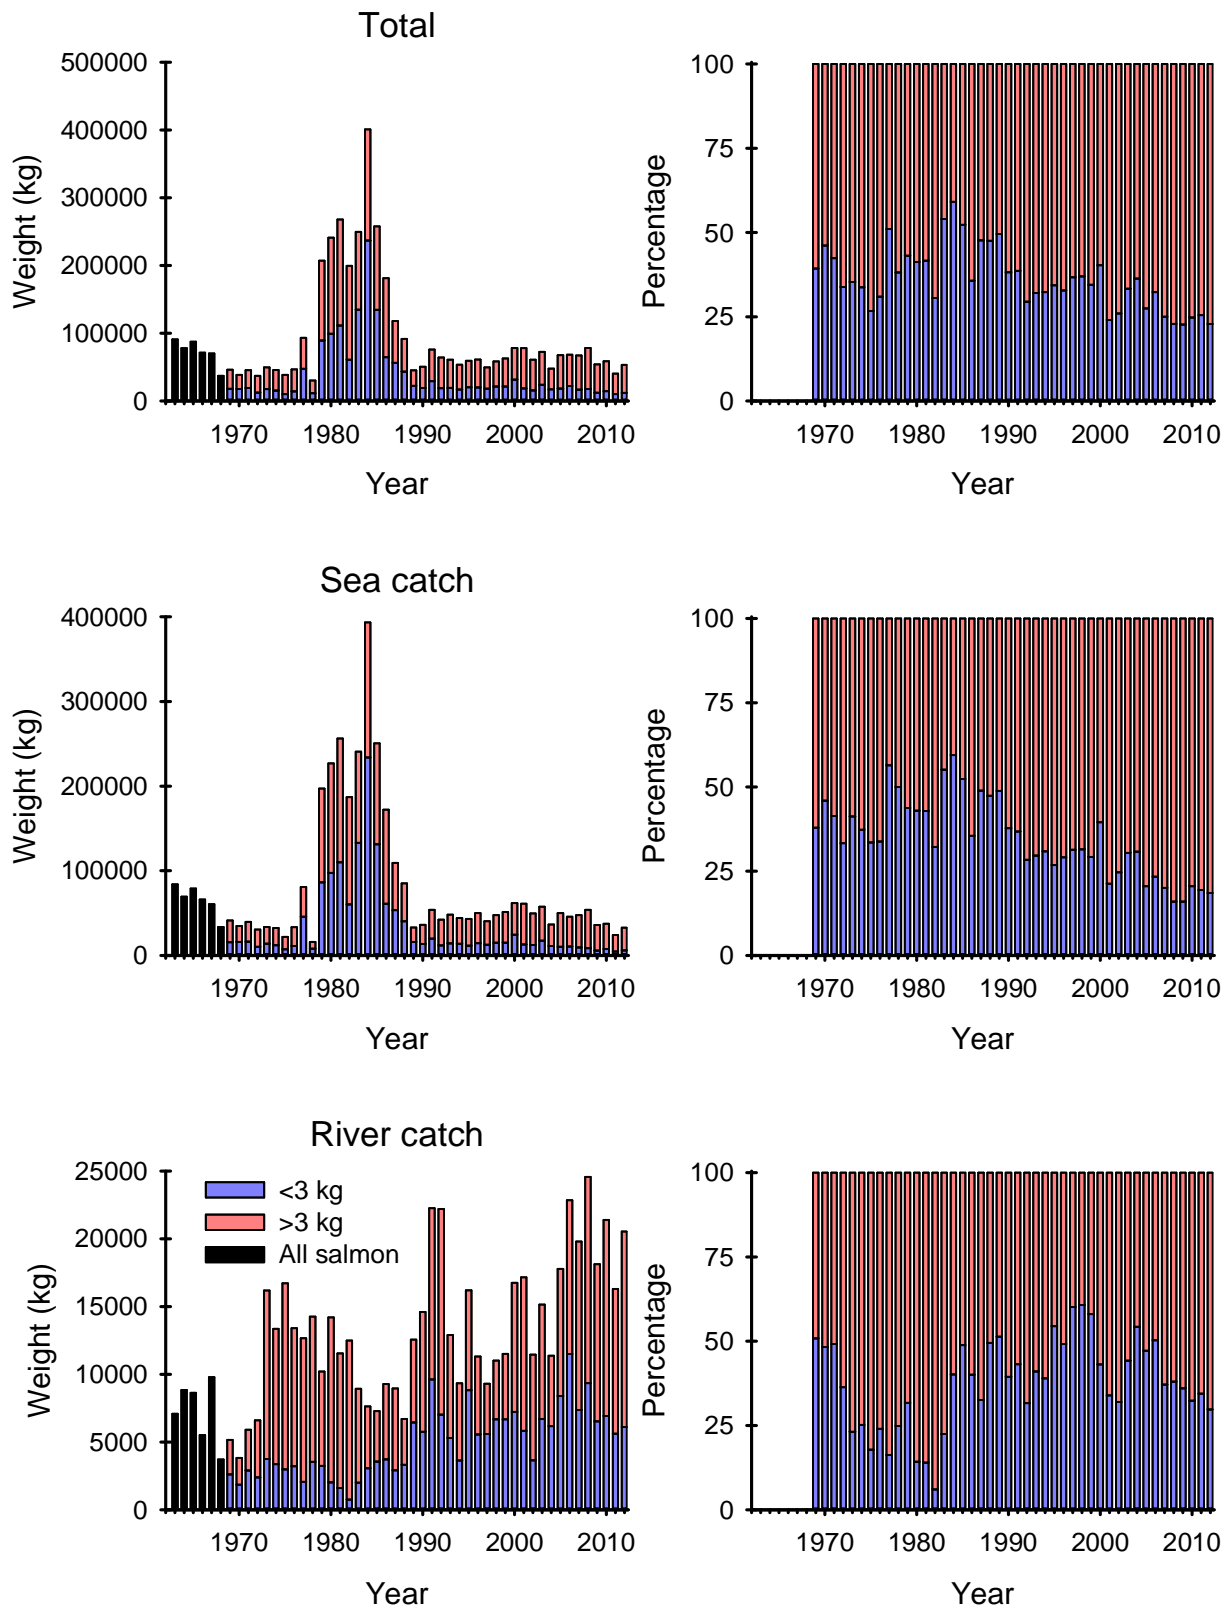 Total
500000
400000
300000
200000
100000
0
Weight (kg)
1970 1980 1990 2000 2010
Year
100
75
50
25
0
Percentage
1970 1980 1990 2000 2010
Year
Sea catch
400000
300000
200000
100000
0
Weight (kg)
1970 1980 1990 2000 2010
Year
100
75
50
25
0
Percentage
1970 1980 1990 2000 2010
Year
River catch
25000
20000
15000
10000
5000
0
Weight (kg)
<3 kg
>3 kg
All salmon
1970 1980 1990 2000 2010
Year
100
75
50
25
0
Percentage
1970 1980 1990 2000 2010
Year